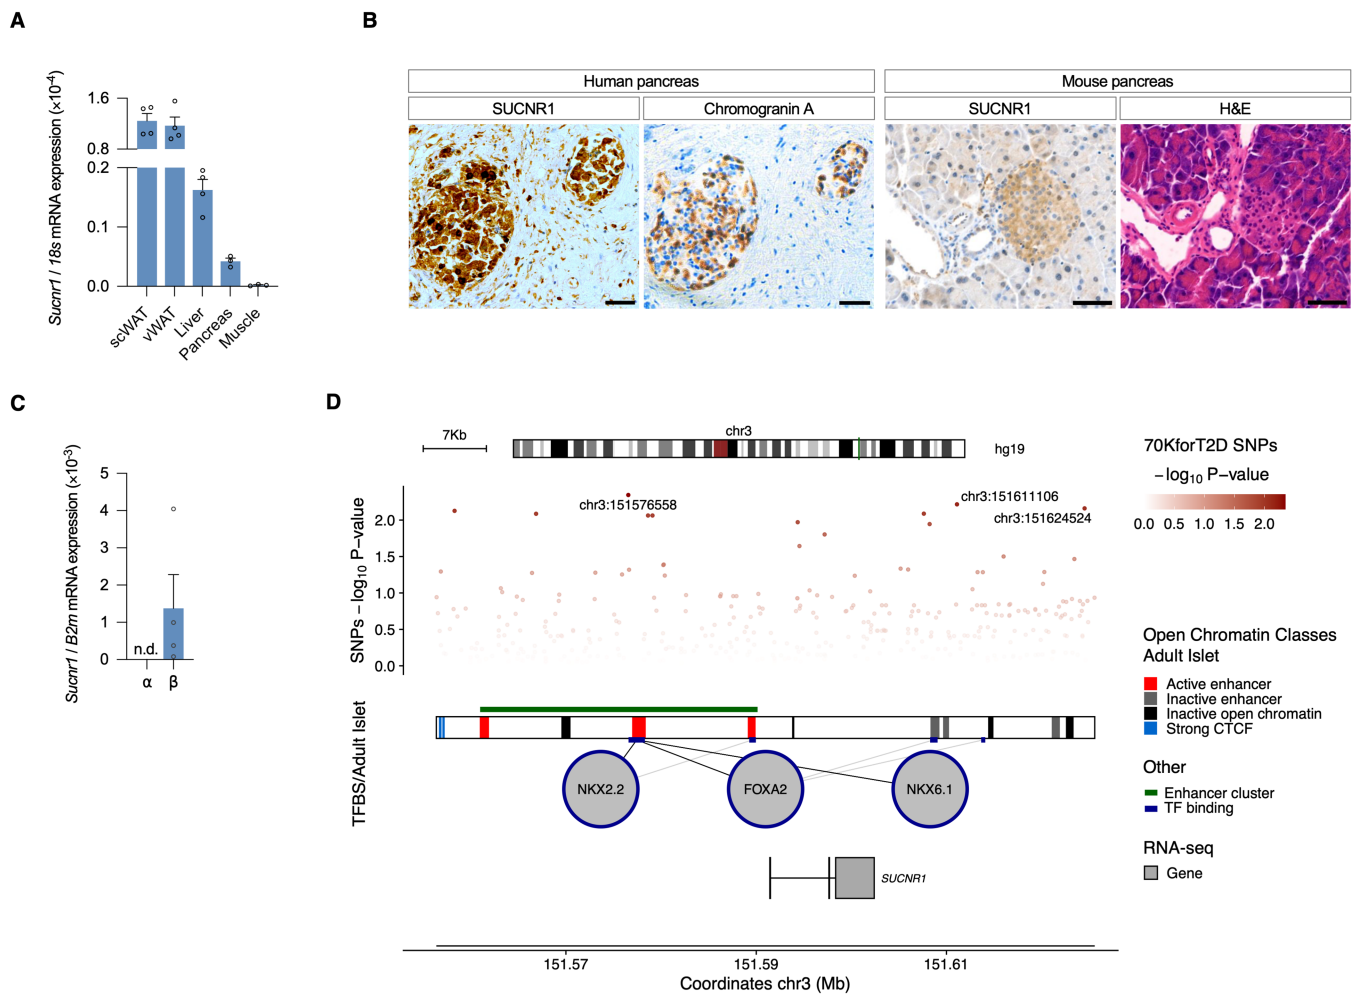 A
Sucnr1 / 18s mRNA expression (×10-4)
1.6
0.8
0.2
0.1
0.0
scWAT
vWAT
Liver
Pancreas
Muscle
B
Human pancreas
Mouse pancreas
SUCNR1
Chromogranin A
SUCNR1
H&E
C
Sucnr1 / B2m mRNA expression (×10-3)
5
4
3
2
1
0
n.d.
α
β
D
7Kb
chr3
hg19
SNPs – log10 P–value
2.0
1.5
1.0
0.5
0.0
chr3:151576558
chr3:151611106
chr3:151624524
TFBS/Adult Islet
NKX2.2
FOXA2
NKX6.1
SUCNR1
151.57
151.59
151.61
Coordinates chr3 (Mb)
70KforT2D SNPs
–log10 P–value
0.0 0.5 1.0 1.5 2.0
Open Chromatin Classes
Adult Islet
Active enhancer
Inactive enhancer
Inactive open chromatin
Strong CTCF
Other
Enhancer cluster
TF binding
RNA-seq
Gene